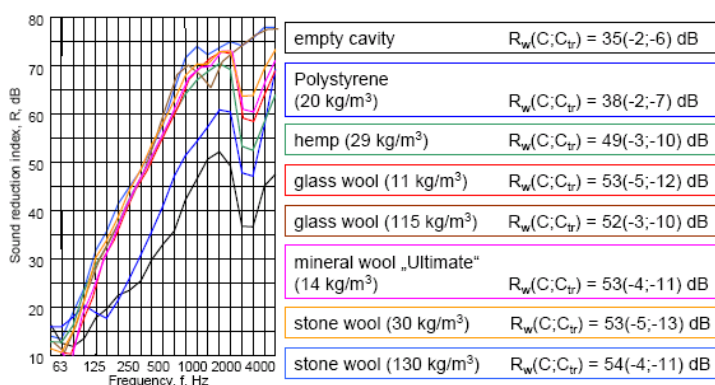 80
70
60
50
40
30
20
10
Sound reduction index, R, dB
63 125 250 500 1000 2000 4000
Frequency, f, Hz
empty cavity Rw(C;Ctr) = 35(-2;-6) dB
Polystyrene
(20 kg/m³) Rw(C;Ctr) = 38(-2;-7) dB
hemp (29 kg/m³) Rw(C;Ctr) = 49(-3;-10) dB
glass wool (11 kg/m³) Rw(C;Ctr) = 53(-5;-12) dB
glass wool (115 kg/m³) Rw(C;Ctr) = 52(-3;-10) dB
mineral wool „Ultimate“
(14 kg/m³) Rw(C;Ctr) = 53(-4;-11) dB
stone wool (30 kg/m³) Rw(C;Ctr) = 53(-5;-13) dB
stone wool (130 kg/m³) Rw(C;Ctr) = 54(-4;-11) dB